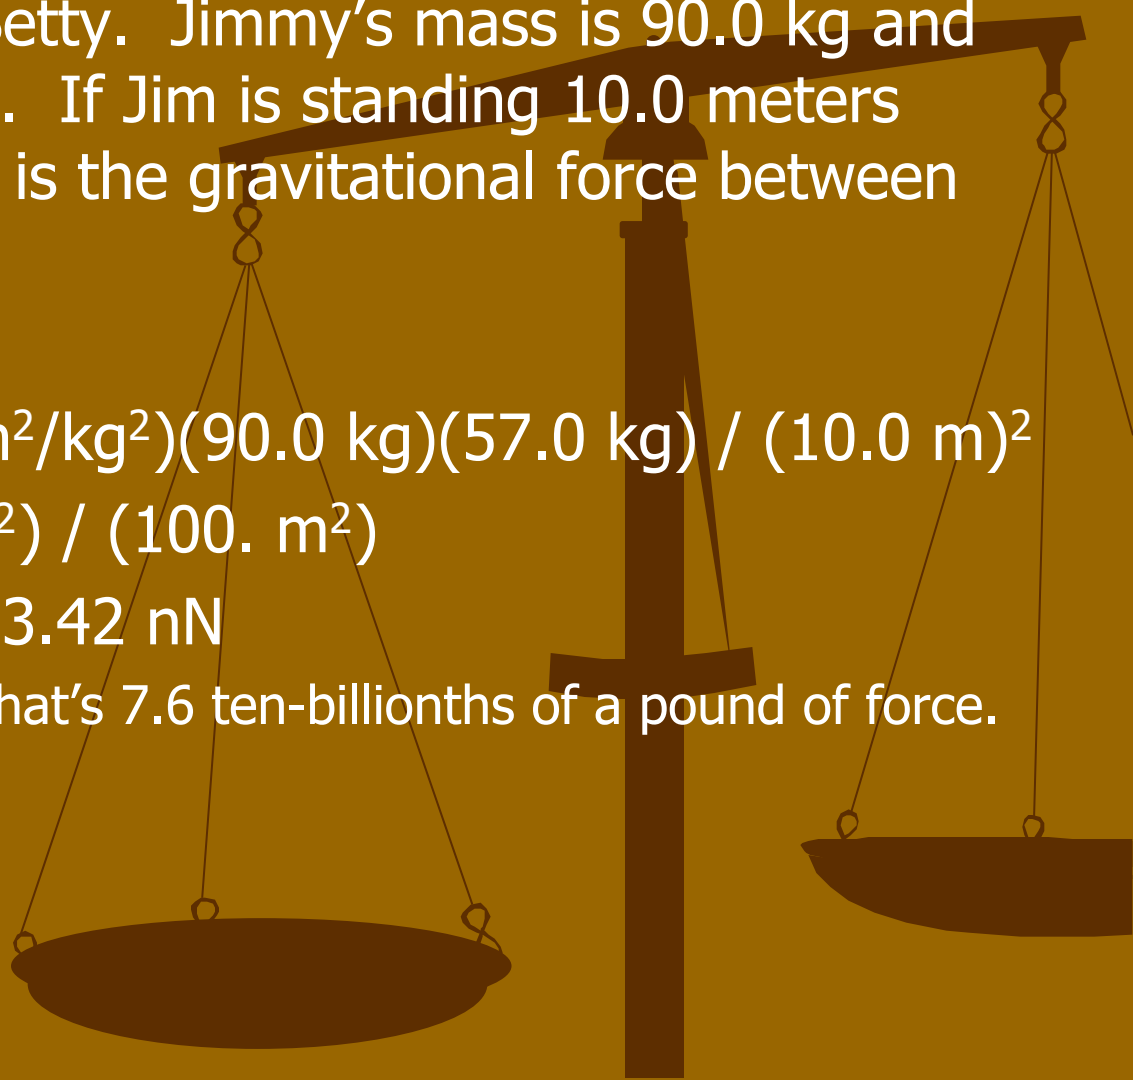 etty. Jimmy's mass is 90.0 kg and
. If Jim is standing 10.0 meters
is the gravitational force between
²/kg²)(90.0 kg)(57.0 kg) / (10.0 m)²
²) / (100. m²)
3.42 nN
hat's 7.6 ten-billionths of a pound of force.